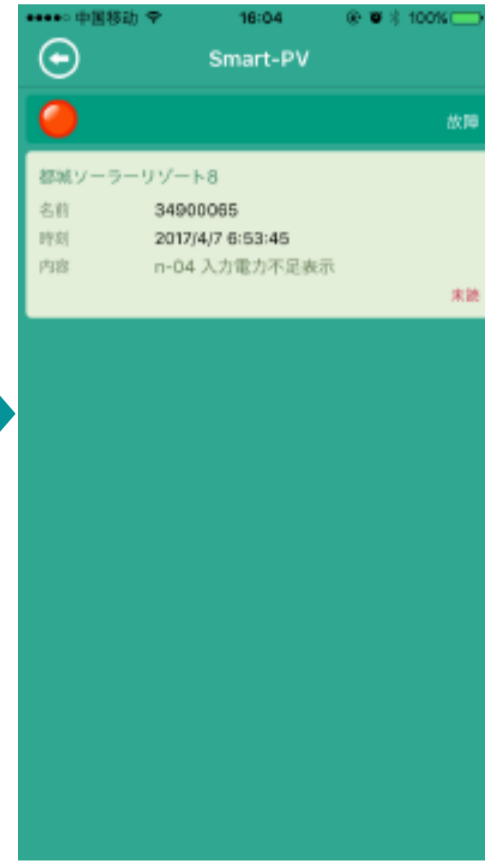 中国移动 16:04 100%
Smart-PV
故障
都城ソーラーリゾート8
名前 34900065
時刻 2017/4/7 6:53:45
内容 n-04 入力電力不足表示
未読